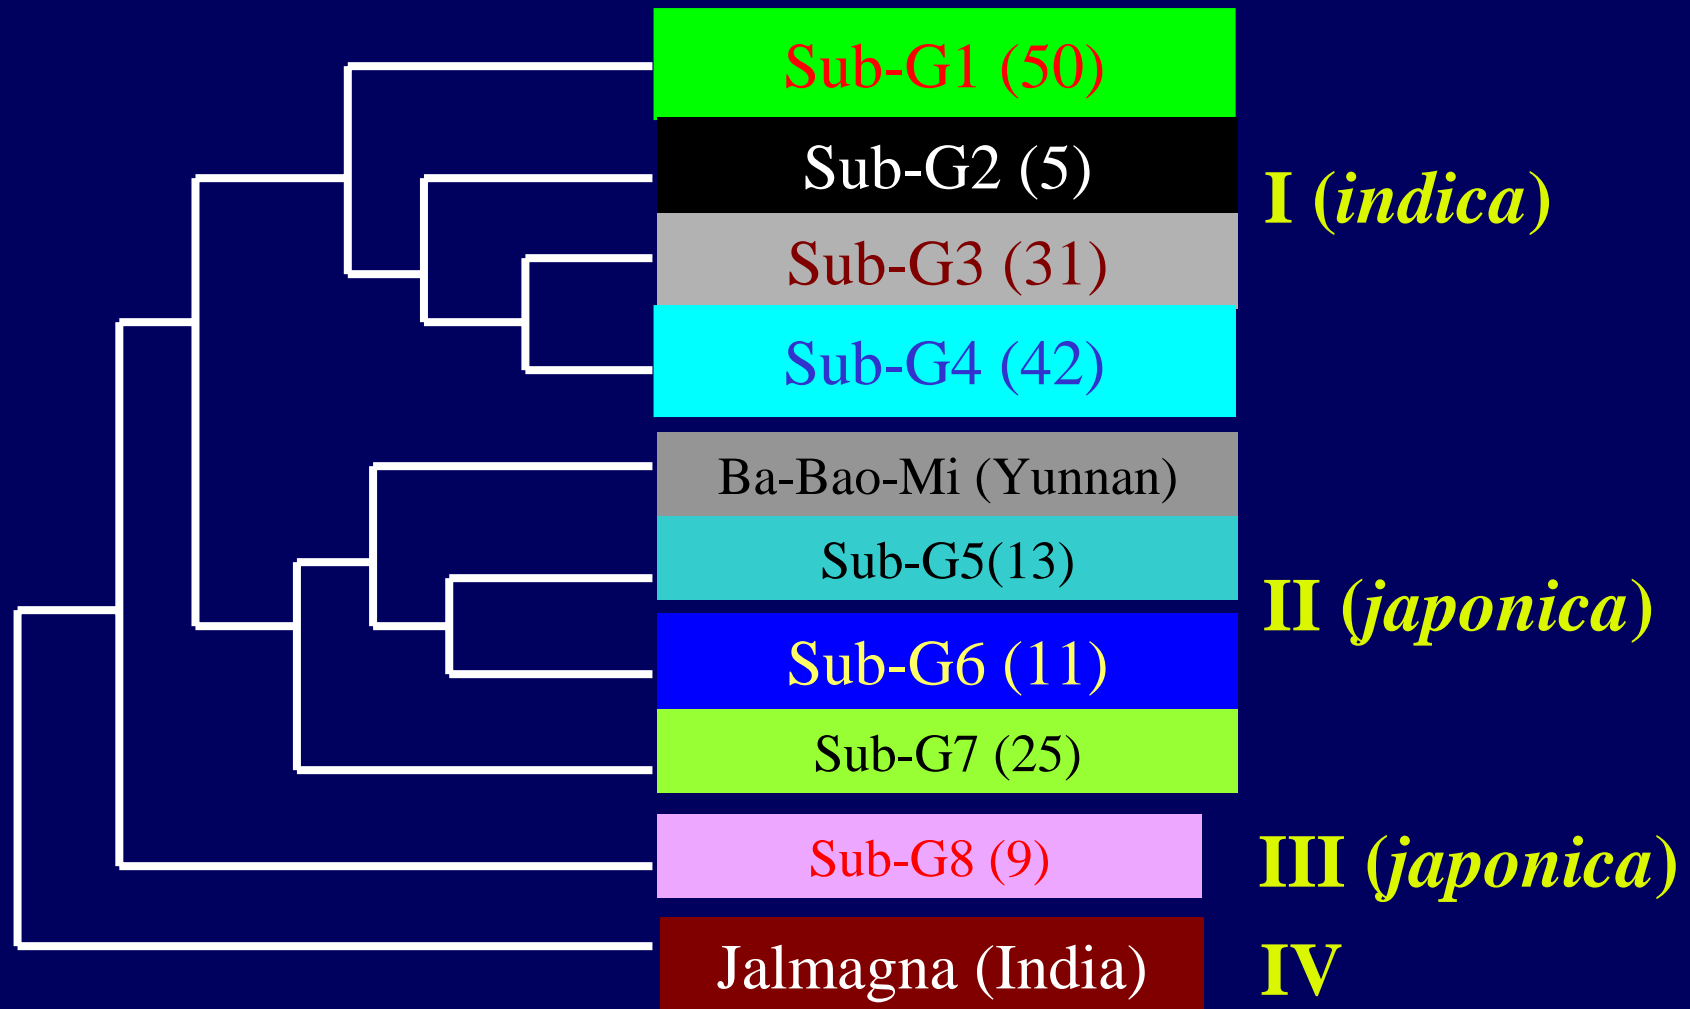 Sub-G1 (50)
Sub-G2 (5)
I (indica)
Sub-G3 (31)
Sub-G4 (42)
Ba-Bao-Mi (Yunnan)
Sub-G5(13)
II (japonica)
Sub-G6 (11)
Sub-G7 (25)
Sub-G8 (9)
III (japonica)
Jalmagna (India)
IV